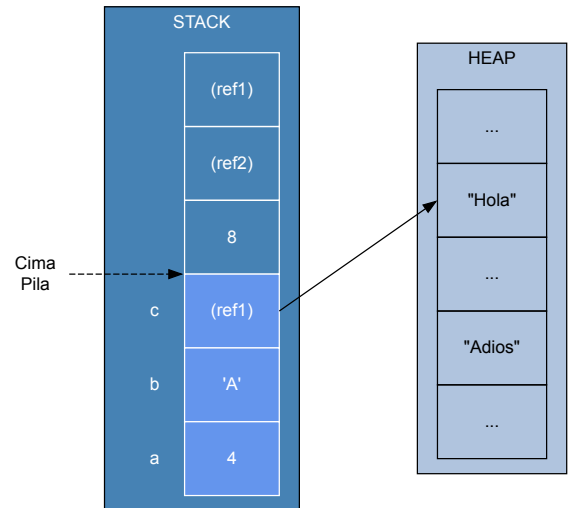 STACK
(ref1)
(ref2)
8
Cima
Pila
c
(ref1)
b
'A'
a
4
HEAP
...
"Hola"
...
"Adios"
...